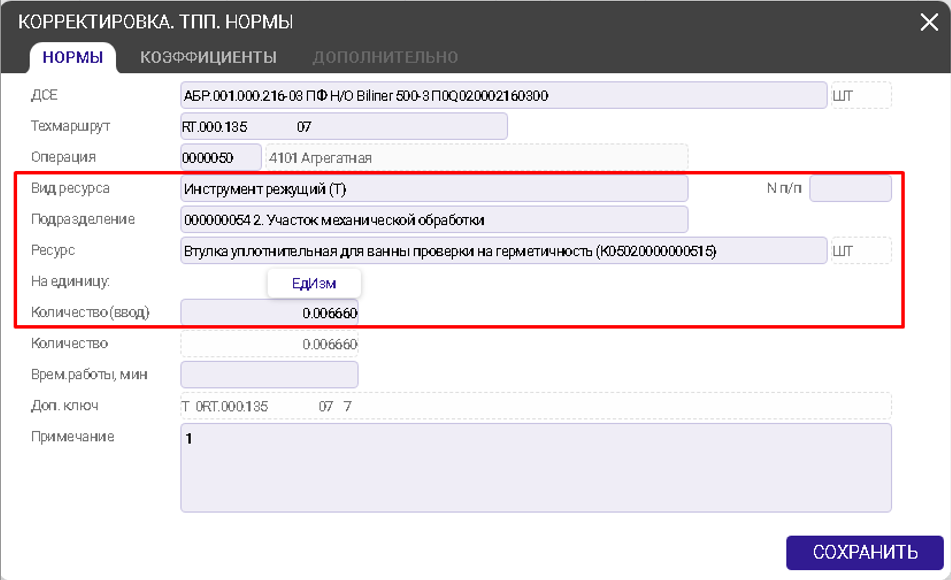 КОРРЕКТИРОВКА. ТПП. НОРМЫ
НОРМЫ КОЭФФИЦИЕНТЫ ДОПОЛНИТЕЛЬНО
ДСЕ АБР.001.000.216-03 ПФ Н/О Biliner 500-3 П0Q020002160300 ШТ
Техмаршрут RT.000.135 07
Операция 0000050 4101 Агрегатная
Вид ресурса Инструмент режущий (Т) N п/п
Подразделение 000000054 2. Участок механической обработки
Ресурс Втулка уплотнительная для ванны проверки на герметичность (К05020000000515) ШТ
На единицу: ЕдИзм
Количество (ввод) 0.006660
Количество 0.006660
Врем.работы, мин
Доп. ключ Т 0RT.000.135 07 7
Примечание 1
СОХРАНИТЬ